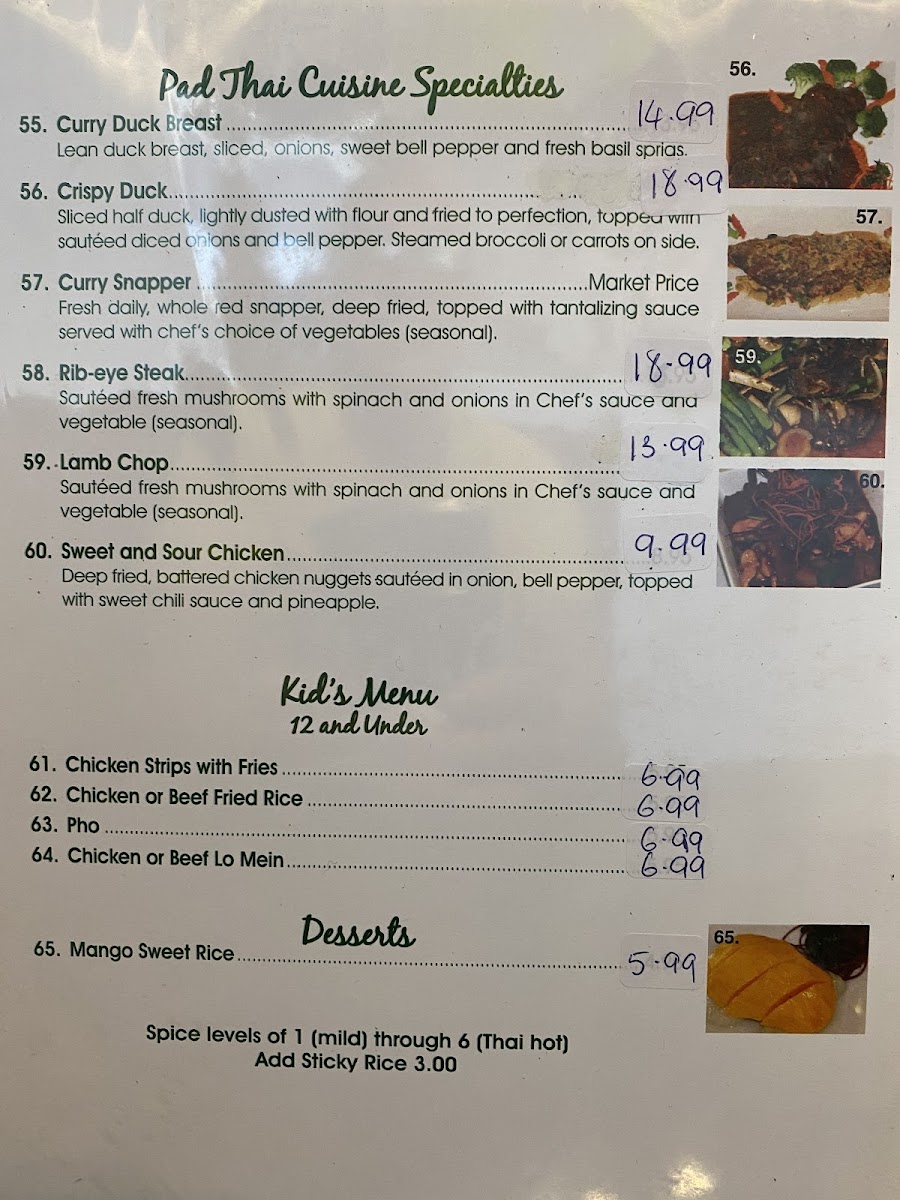 Pad Thai Cuisine Specialties
55. Curry Duck Breast 14.99
Lean duck breast, sliced, onions, sweet bell pepper and fresh basil sprias.
56. Crispy Duck 18.99
Sliced half duck, lightly dusted with flour and fried to perfection, topped with
sautéed diced onions and bell pepper. Steamed broccoli or carrots on side.
57. Curry Snapper Market Price
Fresh daily, whole red snapper, deep fried, topped with tantalizing sauce
served with chef's choice of vegetables (seasonal).
58. Rib-eye Steak 18.99
Sautéed fresh mushrooms with spinach and onions in Chef's sauce and
vegetable (seasonal).
59. Lamb Chop 13.99
Sautéed fresh mushrooms with spinach and onions in Chef's sauce and
vegetable (seasonal).
60. Sweet and Sour Chicken 9.99
Deep fried, battered chicken nuggets sautéed in onion, bell pepper, topped
with sweet chili sauce and pineapple.
56.
57.
59.
60.
Kid's Menu
12 and Under
61. Chicken Strips with Fries 6.99
62. Chicken or Beef Fried Rice 6.99
63. Pho 6.99
64. Chicken or Beef Lo Mein 6.99
Desserts
65. Mango Sweet Rice 5.99
65.
Spice levels of 1 (mild) through 6 (Thai hot)
Add Sticky Rice 3.00